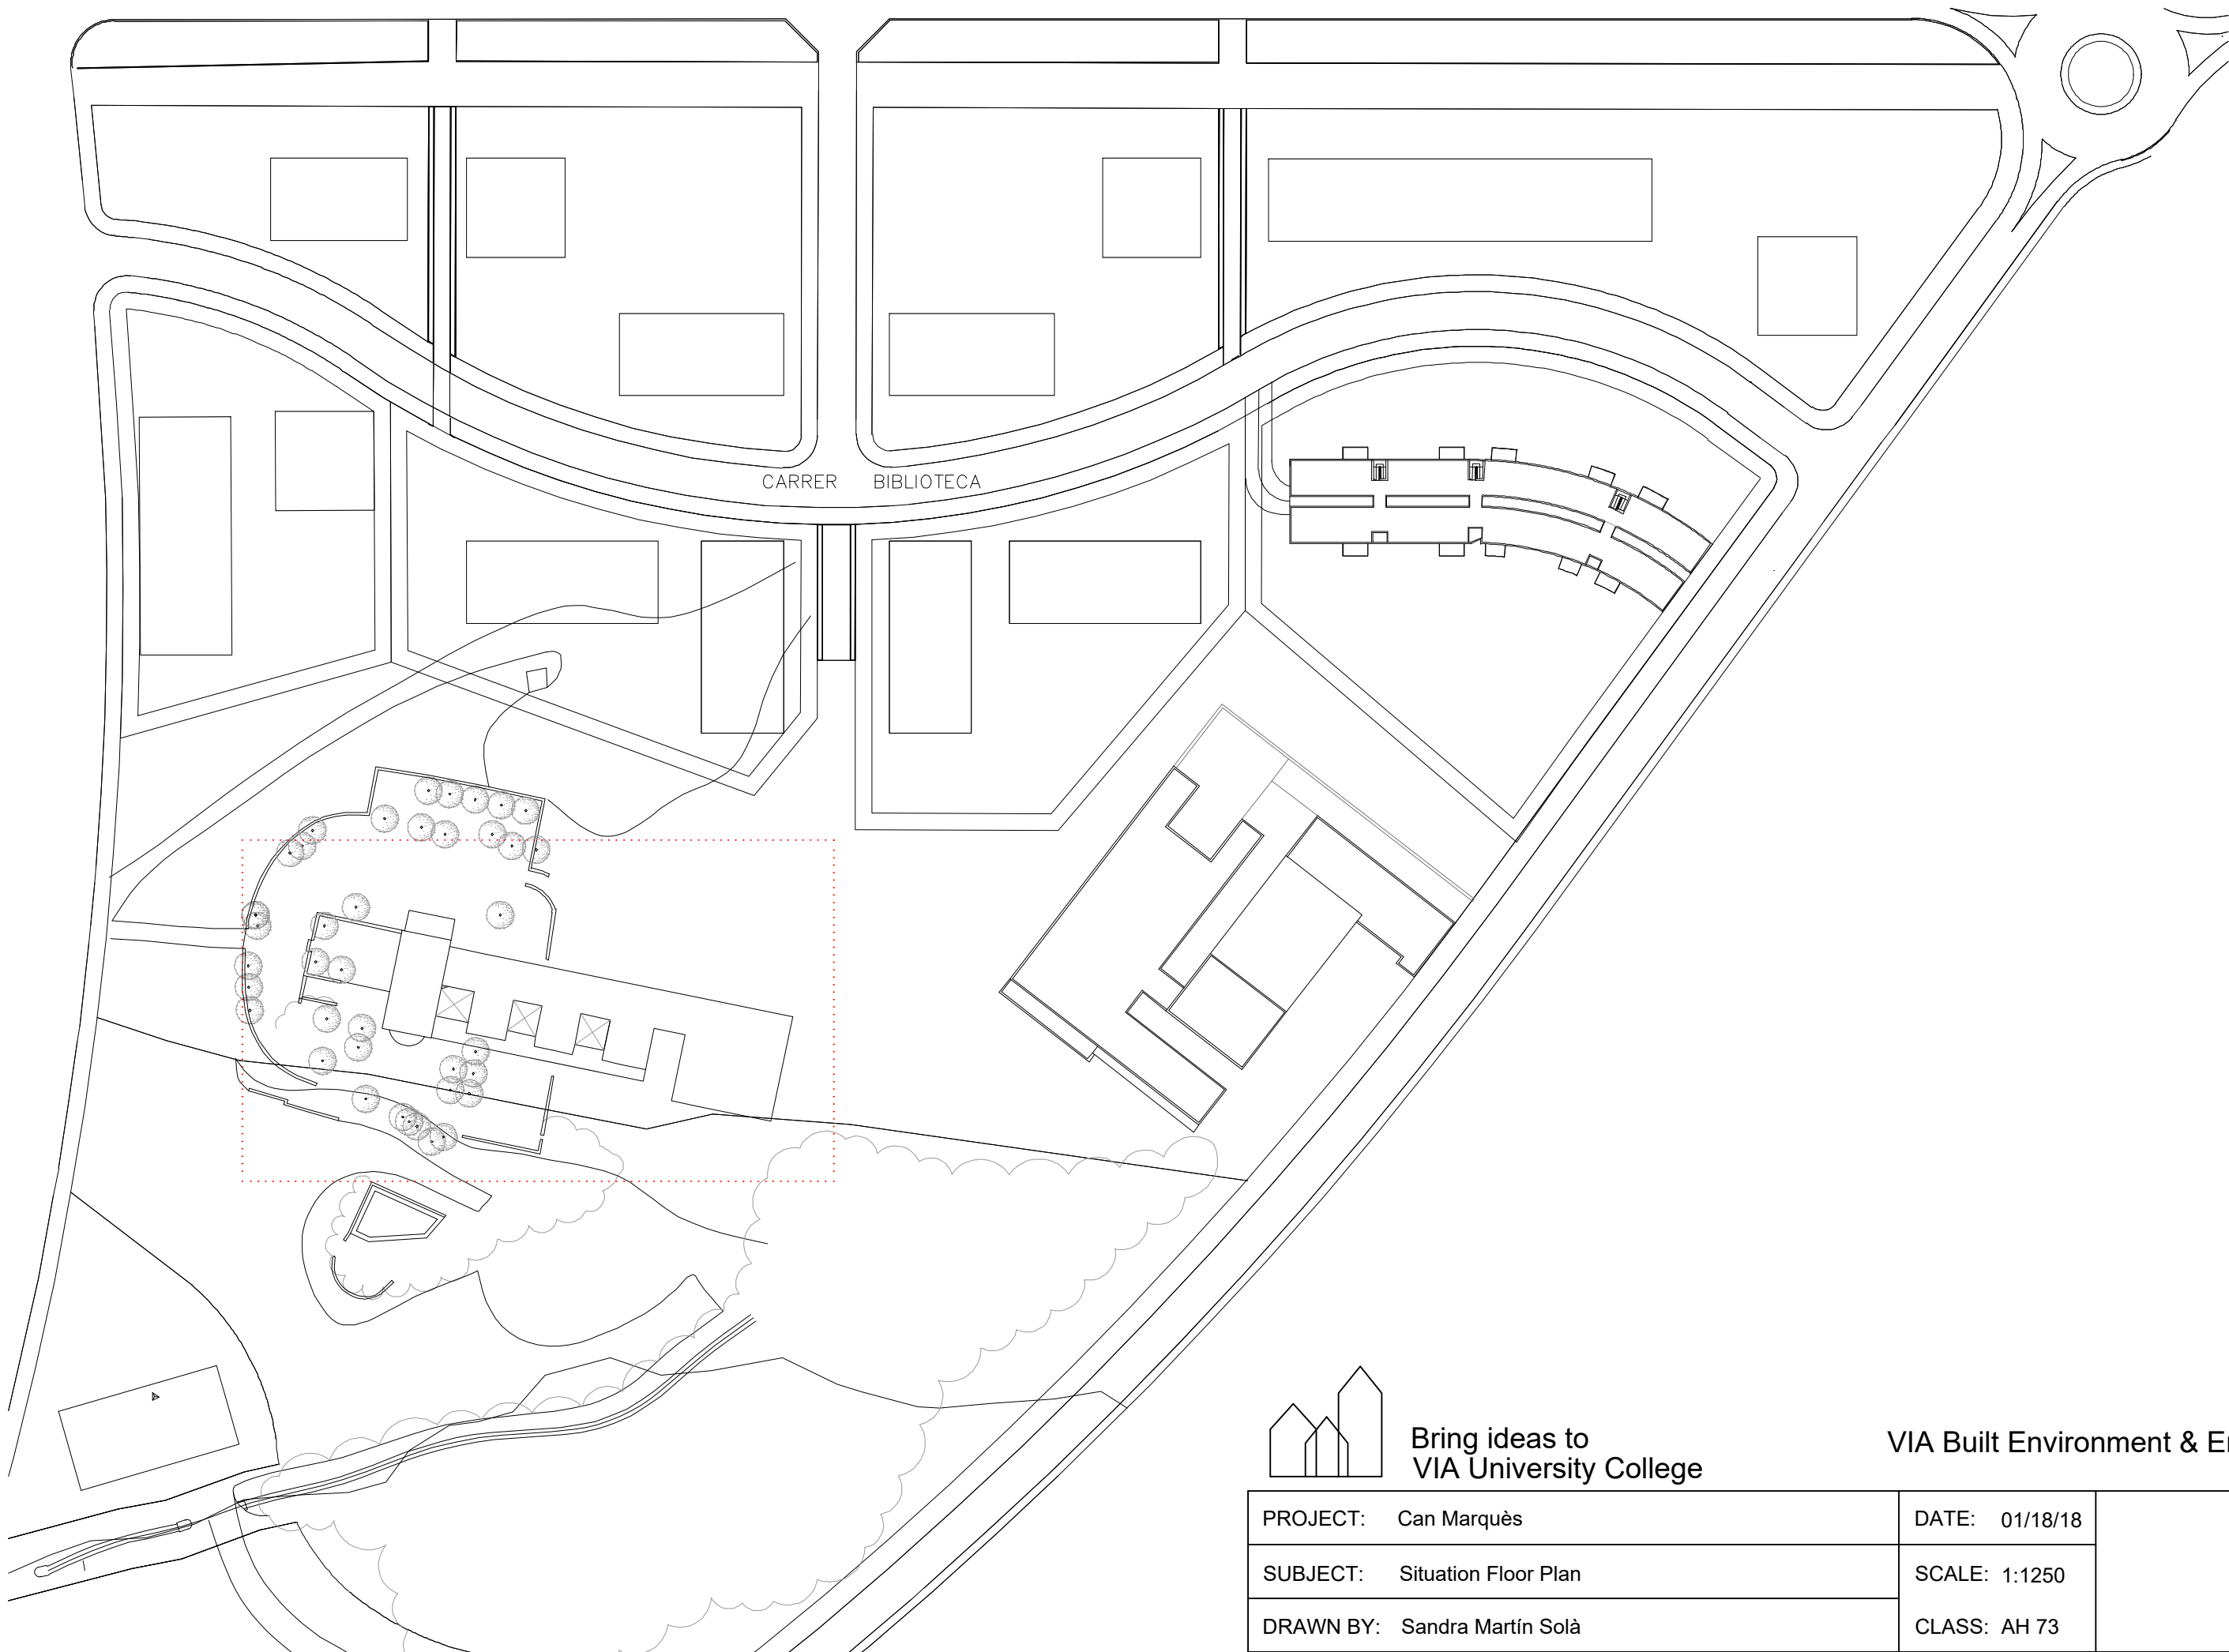 CARRER BIBLIOTECA
Bring ideas to
VIA University College
VIA Built Environment &
PROJECT: Can Marquès
DATE: 01/18/18
SUBJECT: Situation Floor Plan
SCALE: 1:1250
DRAWN BY: Sandra Martín Solà
CLASS: AH 73